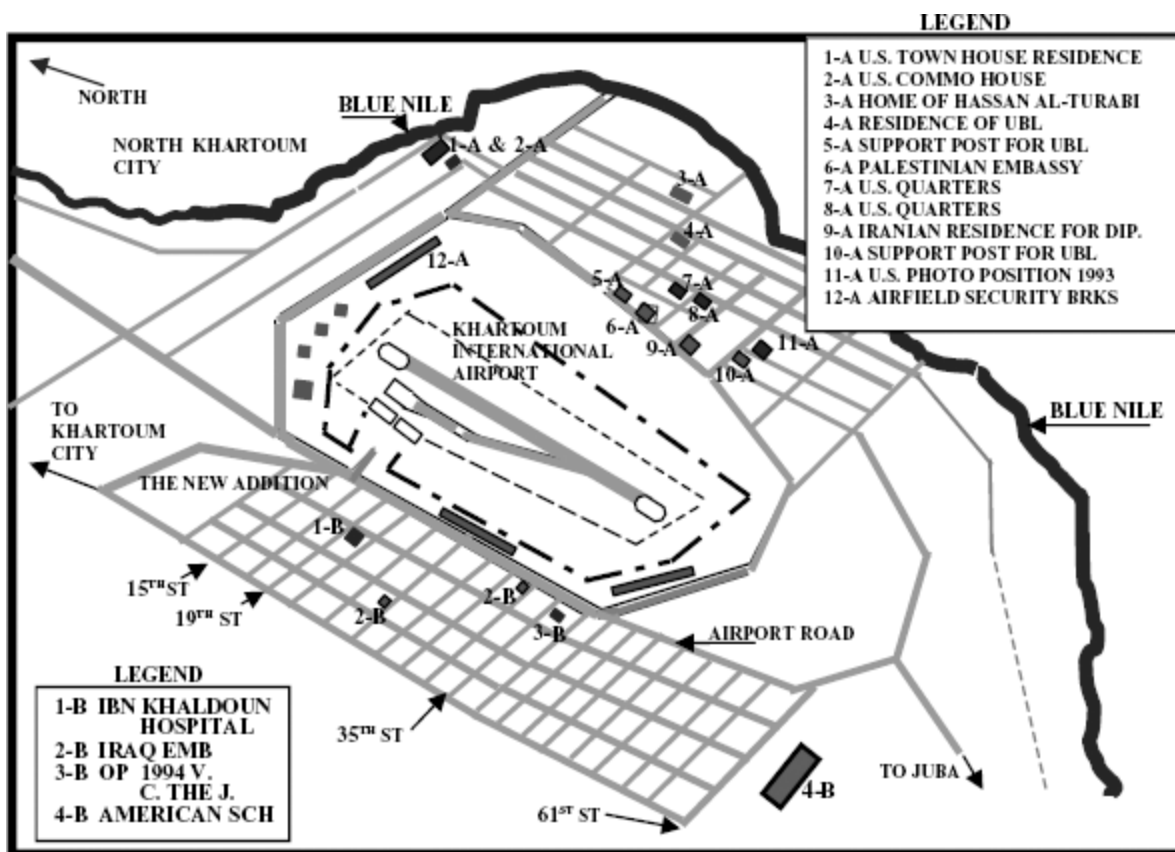 LEGEND
1-A U.S. TOWN HOUSE RESIDENCE
2-A U.S. COMMO HOUSE
3-A HOME OF HASSAN AL-TURABI
4-A RESIDENCE OF UBL
5-A SUPPORT POST FOR UBL
6-A PALESTINIAN EMBASSY
7-A U.S. QUARTERS
8-A U.S. QUARTERS
9-A IRANIAN RESIDENCE FOR DIP.
10-A SUPPORT POST FOR UBL
11-A U.S. PHOTO POSITION 1993
12-A AIRFIELD SECURITY BRKS
NORTH
BLUE NILE
NORTH KHARTOUM
CITY
1-A & 2-A
3-A
4-A
12-A
5-A
7-A
6-A
8-A
9-A
11-A
10-A
KHARTOUM
INTERNATIONAL
AIRPORT
BLUE NILE
TO
KHARTOUM
CITY
THE NEW ADDITION
1-B
15TH ST
19TH ST
2-B
2-B
3-B
AIRPORT ROAD
35TH ST
61ST ST
4-B
TO JUBA
LEGEND
1-B IBN KHALDOUN
HOSPITAL
2-B IRAQ EMB
3-B OP 1994 V.
C. THE J.
4-B AMERICAN SCH